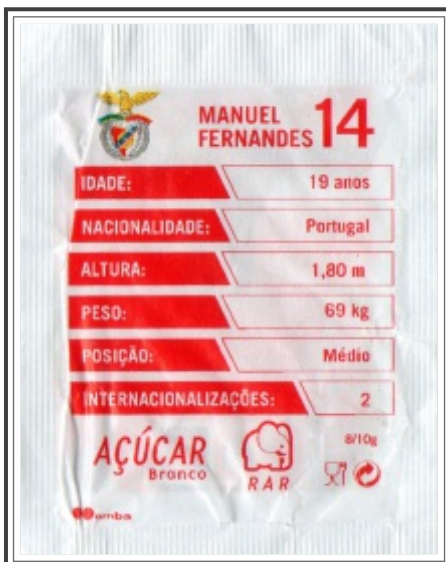 MANUEL
FERNANDES 14
IDADE: 19 anos
NACIONALIDADE: Portugal
ALTURA: 1,80 m
PESO: 69 kg
POSIÇÃO: Médio
INTERNACIONALIZAÇÕES: 2
AÇÚCAR
Branco
RAR
8/10g
omba